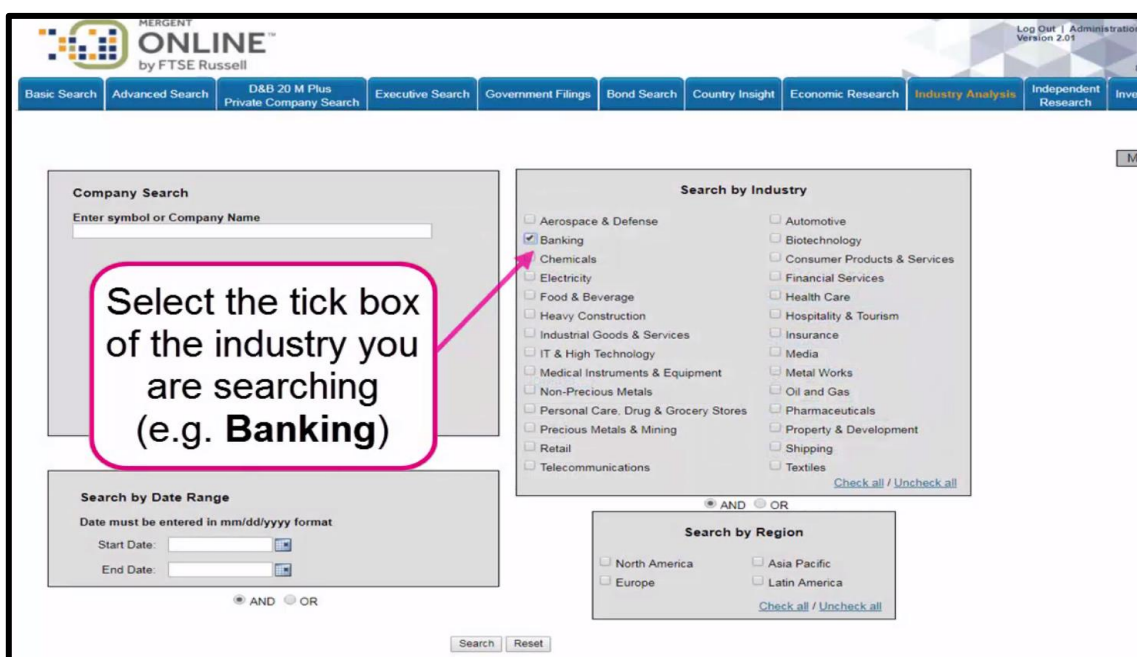 MERGENT
ONLINE™
by FTSE Russell
Log Out | Administration
Version 2.01
Basic Search
Advanced Search
D&B 20 M Plus
Private Company Search
Executive Search
Government Filings
Bond Search
Country Insight
Economic Research
Industry Analysis
Independent
Research
Company Search
Enter symbol or Company Name
Select the tick box
of the industry you
are searching
(e.g. Banking)
Search by Date Range
Date must be entered in mm/dd/yyyy format
Start Date:
End Date:
AND OR
Search by Industry
Aerospace & Defense
Automotive
Banking
Biotechnology
Chemicals
Consumer Products & Services
Electricity
Financial Services
Food & Beverage
Health Care
Heavy Construction
Hospitality & Tourism
Industrial Goods & Services
Insurance
IT & High Technology
Media
Medical Instruments & Equipment
Metal Works
Non-Precious Metals
Oil and Gas
Personal Care, Drug & Grocery Stores
Pharmaceuticals
Precious Metals & Mining
Property & Development
Retail
Shipping
Telecommunications
Textiles
Check all / Uncheck all
AND OR
Search by Region
North America
Asia Pacific
Europe
Latin America
Check all / Uncheck all
Search
Reset